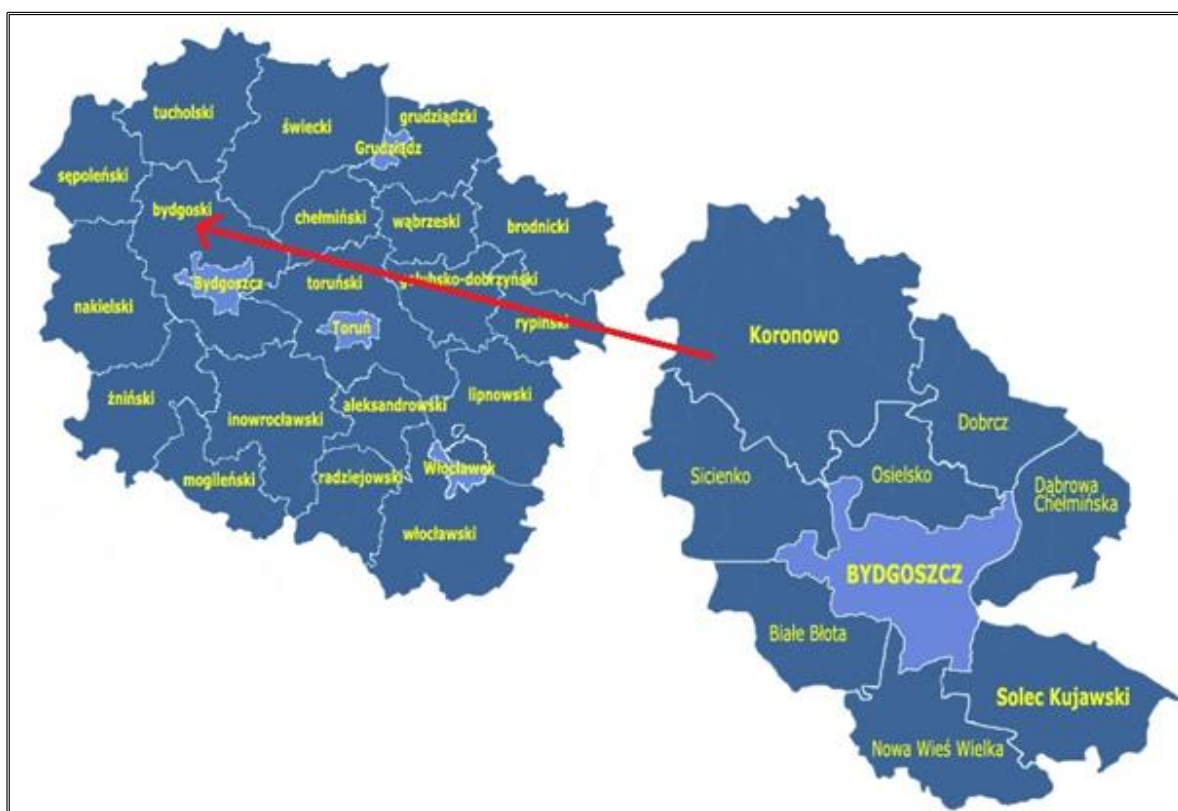 tucholski
świecki
grudziądzki
Grudziądz
sępoleński
bydgoski
chełmiński
wąbrzeski
brodnicki
Bydgoszcz
toruński
golubsko-dobrzyński
nakielski
Toruń
rypiński
żniński
inowrocławski
aleksandrowski
lipnowski
mogileński
radziejowski
Włocławek
włocławski
Koronowo
Dobrcz
Sicienko
Osielsko
Dąbrowa
Chełmińska
BYDGOSZCZ
Białe Błota
Solec Kujawski
Nowa Wieś Wielka